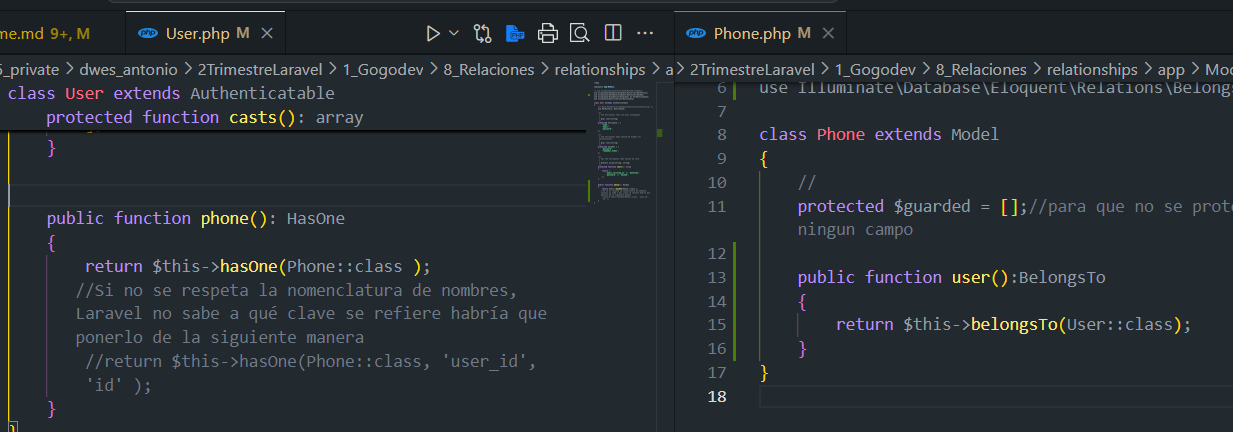 me.md 9+, M
User.php M
Phone.php M
5_private > dwes_antonio > 2TrimestreLaravel > 1_Gogodev > 8_Relaciones > relationships > a
2TrimestreLaravel > 1_Gogodev > 8_Relaciones > relationships > app > Mod
class User extends Authenticatable
protected function casts(): array
}
public function phone(): HasOne
{
return $this->hasOne(Phone::class );
//Si no se respeta la nomenclatura de nombres,
Laravel no sabe a qué clave se refiere habría que
ponerlo de la siguiente manera
//return $this->hasOne(Phone::class, 'user_id',
'id' );
}
}
6 use Illuminate\Database\Eloquent\Relations\Belongs
7
8 class Phone extends Model
9 {
10 //
11 protected $guarded = [];//para que no se prote
ningun campo
12
13 public function user():BelongsTo
14 {
15 return $this->belongsTo(User::class);
16 }
17 }
18